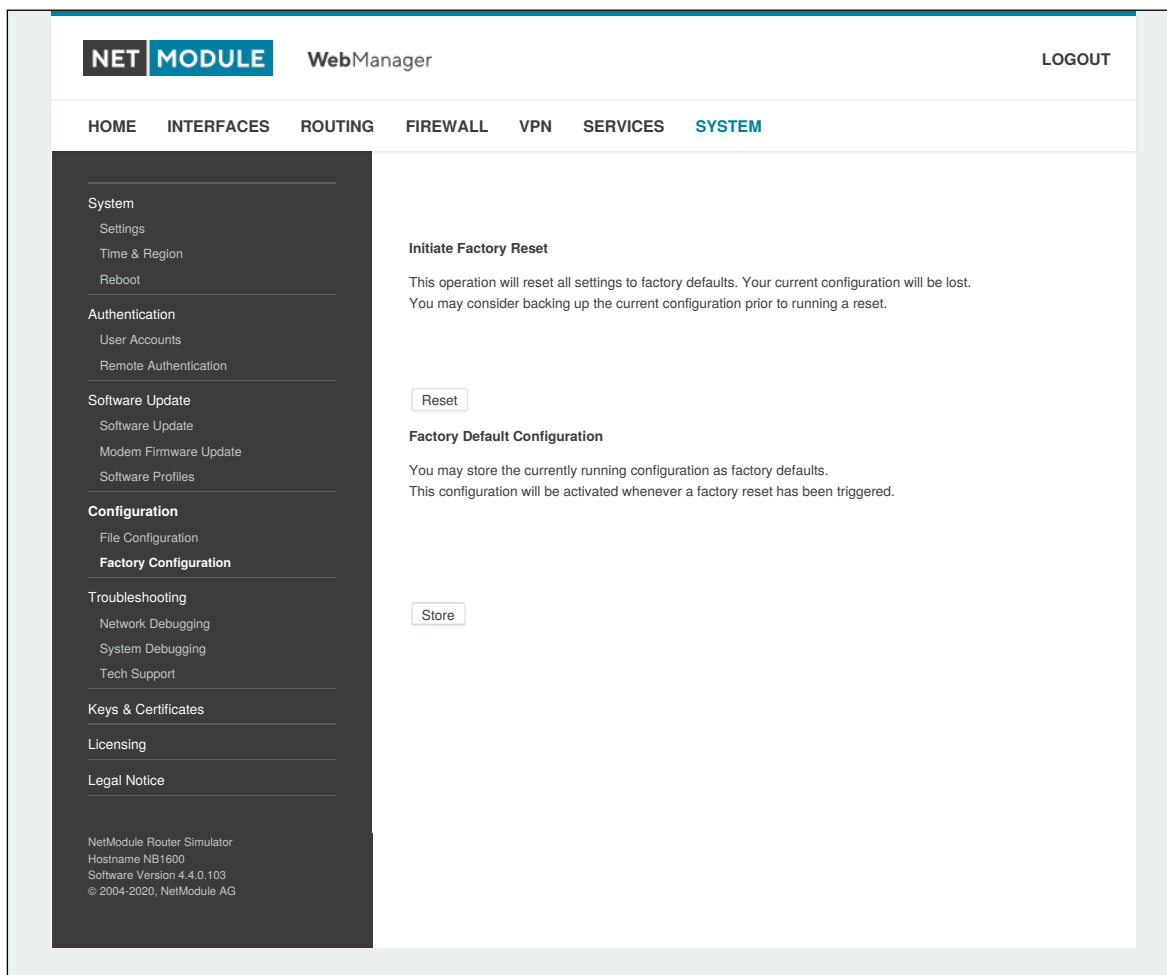 NET MODULE WebManager LOGOUT
HOME INTERFACES ROUTING FIREWALL VPN SERVICES SYSTEM
System
Settings
Time & Region
Reboot
Authentication
User Accounts
Remote Authentication
Software Update
Software Update
Modem Firmware Update
Software Profiles
Configuration
File Configuration
Factory Configuration
Troubleshooting
Network Debugging
System Debugging
Tech Support
Keys & Certificates
Licensing
Legal Notice
NetModule Router Simulator
Hostname NB1600
Software Version 4.4.0.103
© 2004-2020, NetModule AG
Initiate Factory Reset
This operation will reset all settings to factory defaults. Your current configuration will be lost.
You may consider backing up the current configuration prior to running a reset.
Reset
Factory Default Configuration
You may store the currently running configuration as factory defaults.
This configuration will be activated whenever a factory reset has been triggered.
Store